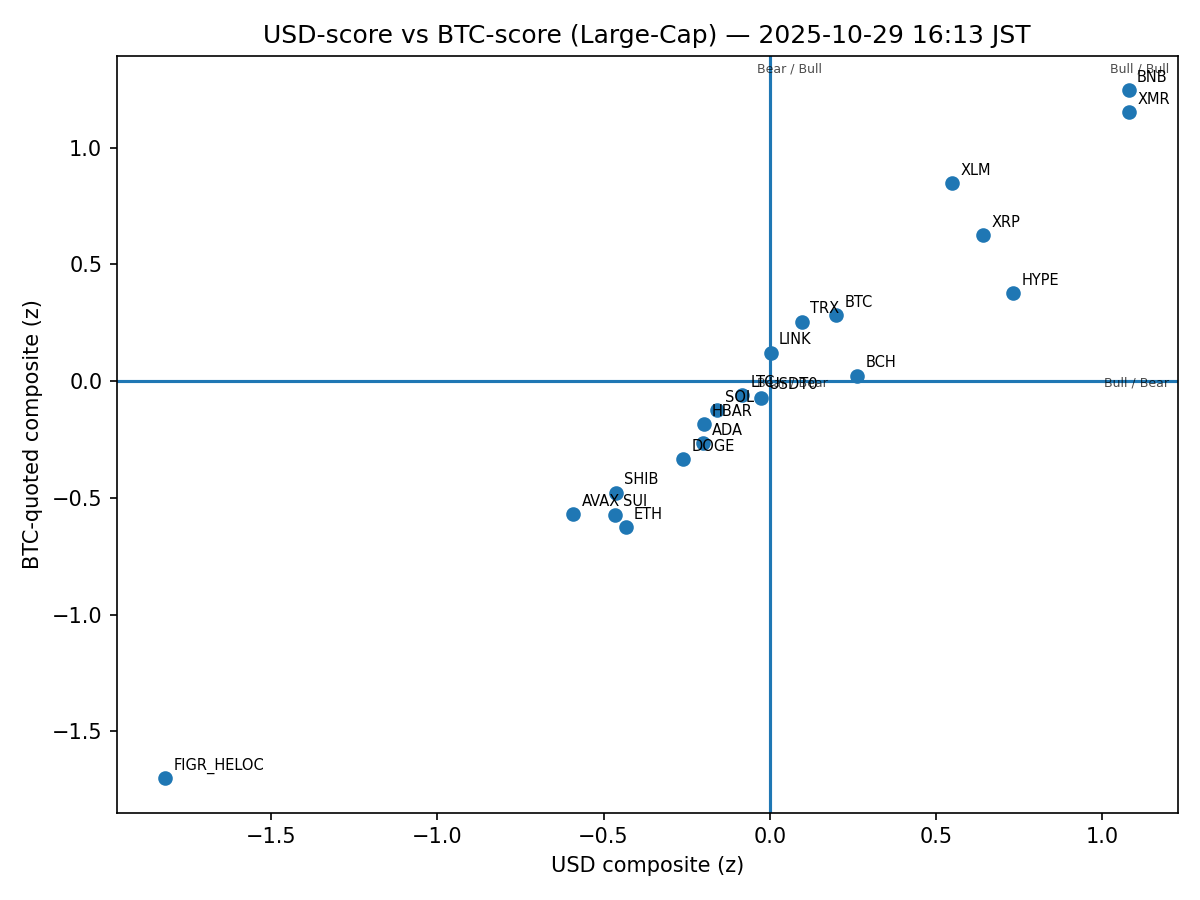 USD-score vs BTC-score (Large-Cap) — 2025-10-29 16:13 JST
Bear / Bull
Bull / Bull
BNB
XMR
1.0
XLM
XRP
0.5
HYPE
BTC
TRX
LINK
BCH
0.0
LTC
USDT0
Bear / Bear
Bull / Bear
SOL
HBAR
ADA
DOGE
SHIB
−0.5
AVAX
SUI
ETH
−1.0
−1.5
FIGR_HELOC
BTC-quoted composite (z)
−1.5
−1.0
−0.5
0.0
0.5
1.0
USD composite (z)